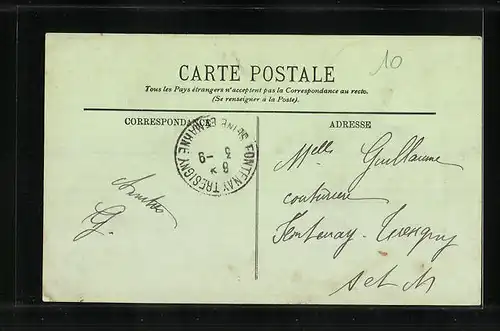 10
CARTE POSTALE
Tous les Pays étrangers n'acceptent pas la Correspondance au recto.
(Se renseigner à la Poste).
CORRESPONDANCE
FONTENAY-TRESIGNY SEINE-ET-MARNE
ADRESSE
Melle Guillaume
couturière
Fontenay-Tresigny
S et M
G.